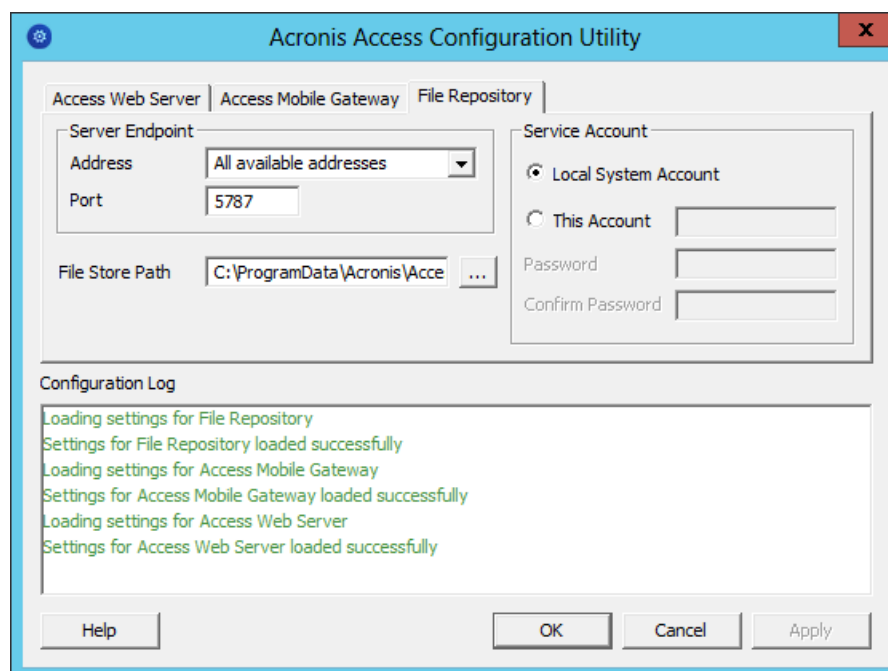 Acronis Access Configuration Utility
x
Access Web Server
Access Mobile Gateway
File Repository
Server Endpoint
Address
All available addresses
Port
5787
File Store Path
C:\ProgramData\Acronis\Acce
...
Service Account
Local System Account
This Account
Password
Confirm Password
Configuration Log
Loading settings for File Repository
Settings for File Repository loaded successfully
Loading settings for Access Mobile Gateway
Settings for Access Mobile Gateway loaded successfully
Loading settings for Access Web Server
Settings for Access Web Server loaded successfully
Help
OK
Cancel
Apply